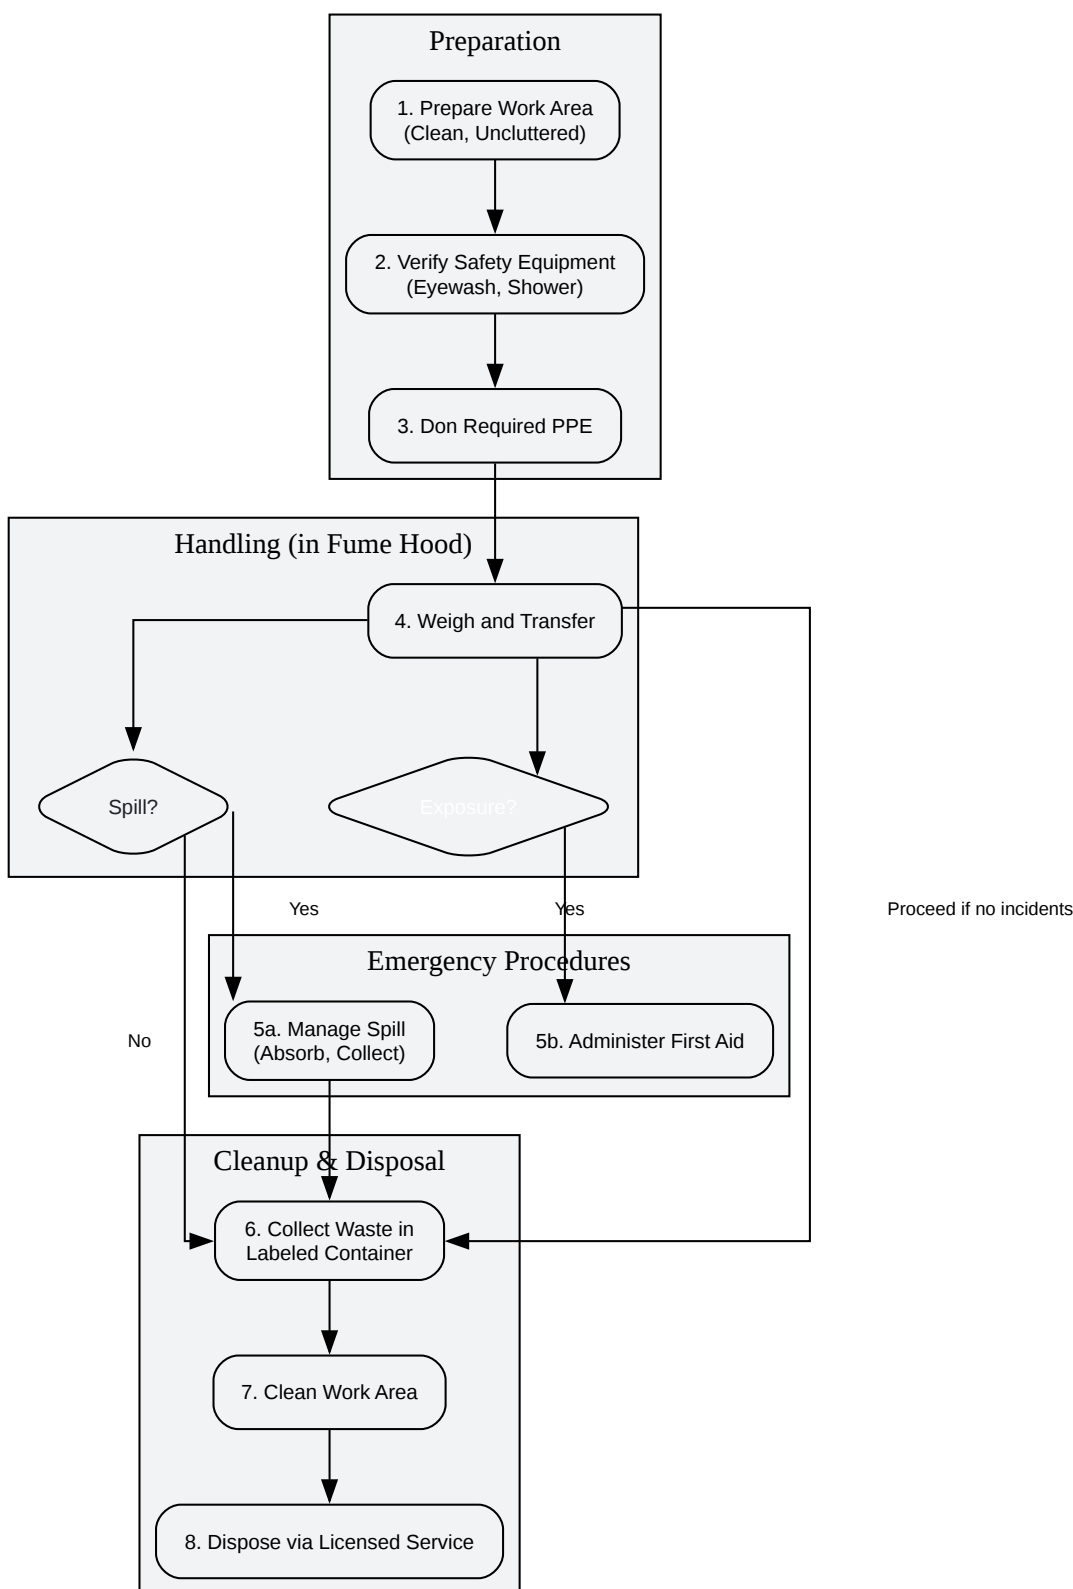 Preparation
1. Prepare Work Area
(Clean, Uncluttered)
2. Verify Safety Equipment
(Eyewash, Shower)
3. Don Required PPE
Handling (in Fume Hood)
4. Weigh and Transfer
Spill?
Exposure?
Yes
Yes
Proceed if no incidents
Emergency Procedures
5a. Manage Spill
(Absorb, Collect)
5b. Administer First Aid
No
Cleanup & Disposal
6. Collect Waste in
Labeled Container
7. Clean Work Area
8. Dispose via Licensed Service